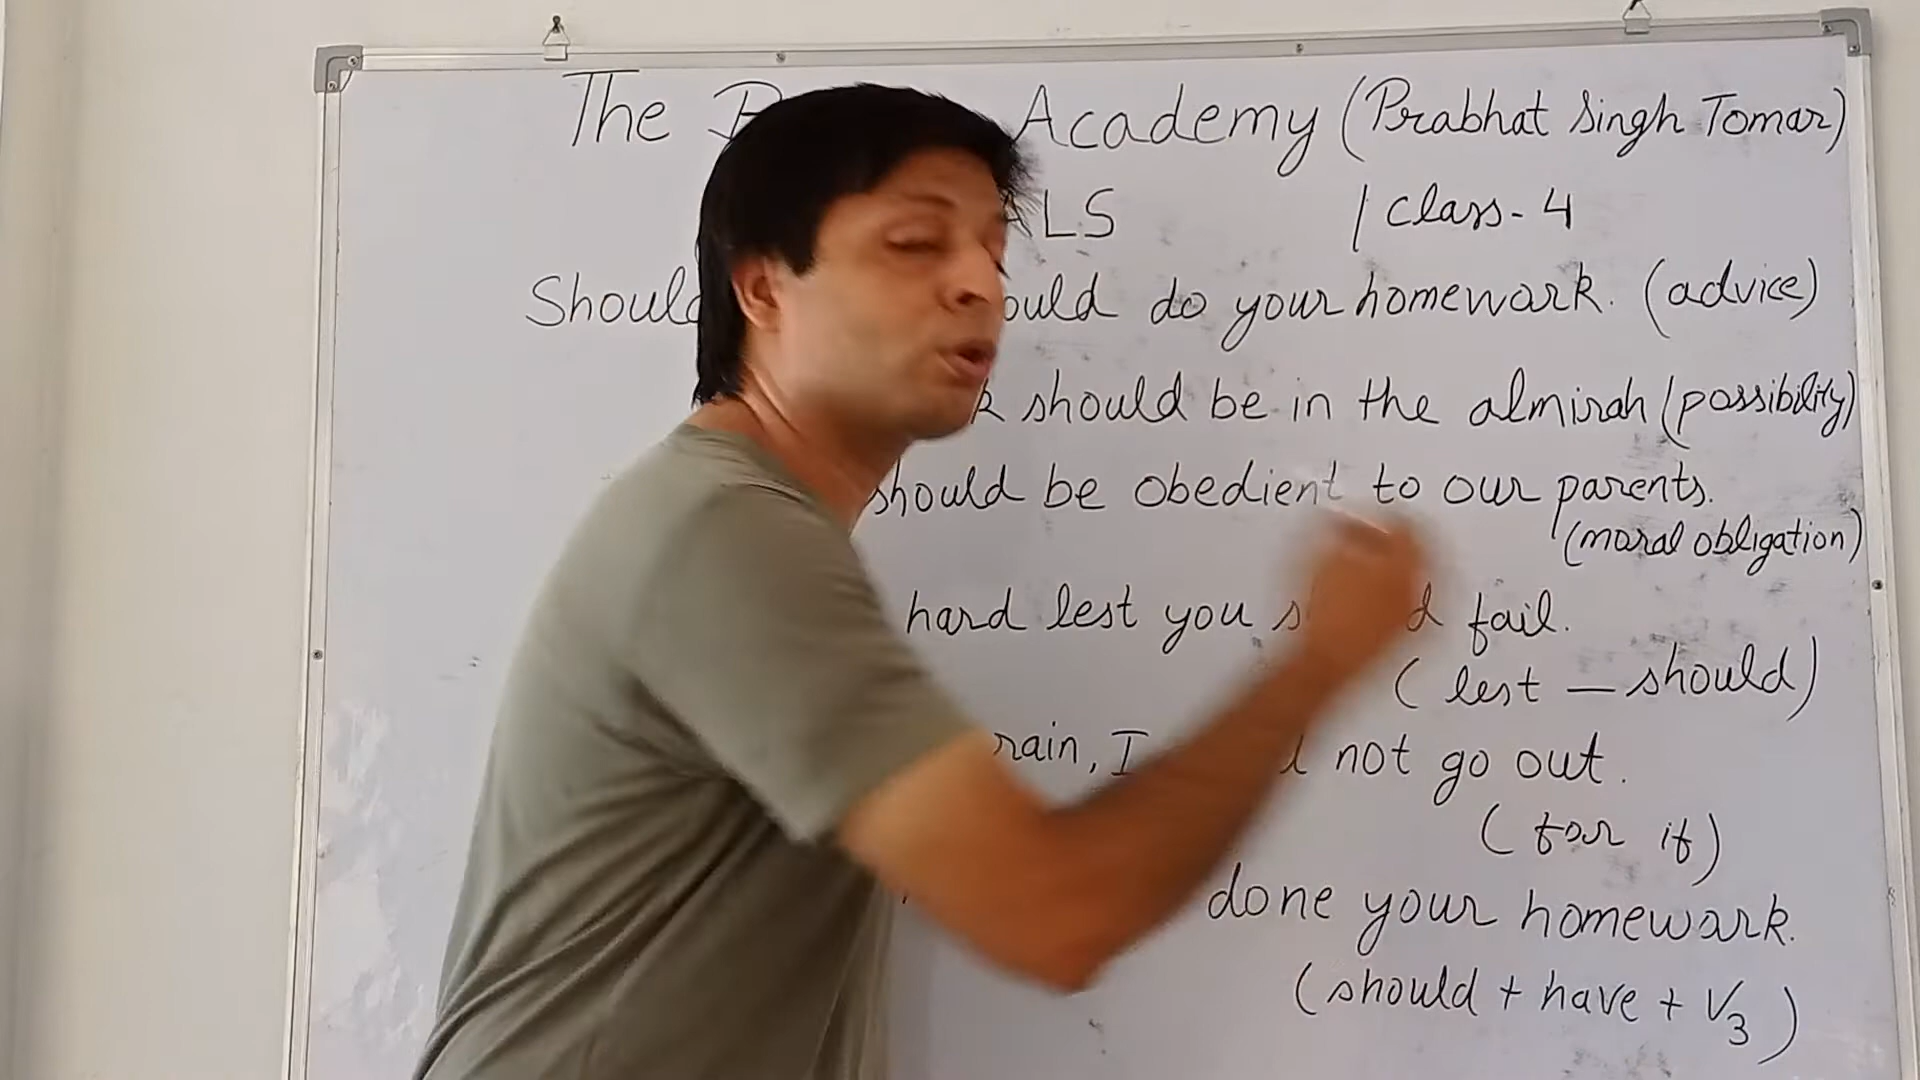 The Academy (Prabhat Singh Tomar)
ALS | class-4
Should do your homework. (advice)
should be in the almirah (possibility)
should be obedient to our parents.
(moral obligation)
hard lest you fail.
(lest — should)
rain, I not go out.
(for if)
done your homework.
(should + have + V3)